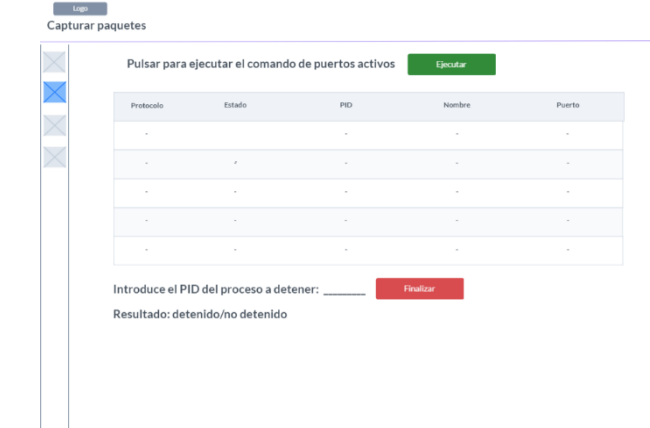 Logo
Capturar paquetes
Pulsar para ejecutar el comando de puertos activos Ejecutar
Protocolo Estado PID Nombre Puerto
- - - -
- - - - -
- - - - -
- - - - -
- - - - -
Introduce el PID del proceso a detener: ________ Finalizar
Resultado: detenido/no detenido